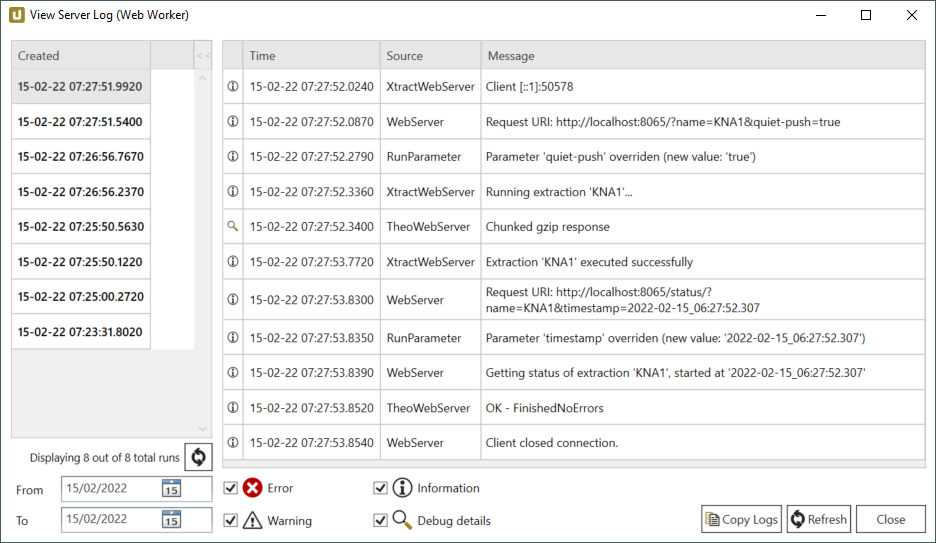 U View Server Log (Web Worker)
Created <<
15-02-22 07:27:51.9920
15-02-22 07:27:51.5400
15-02-22 07:26:56.7670
15-02-22 07:26:56.2370
15-02-22 07:25:50.5630
15-02-22 07:25:50.1220
15-02-22 07:25:00.2720
15-02-22 07:23:31.8020
Displaying 8 out of 8 total runs
From 15/02/2022 15
To 15/02/2022 15
Time Source Message
15-02-22 07:27:52.0240 XtractWebServer Client [::1]:50578
15-02-22 07:27:52.0870 WebServer Request URI: http://localhost:8065/?name=KNA1&quiet-push=true
15-02-22 07:27:52.2790 RunParameter Parameter 'quiet-push' overriden (new value: 'true')
15-02-22 07:27:52.3360 XtractWebServer Running extraction 'KNA1'...
15-02-22 07:27:52.3400 TheoWebServer Chunked gzip response
15-02-22 07:27:53.7720 XtractWebServer Extraction 'KNA1' executed successfully
15-02-22 07:27:53.8300 WebServer Request URI: http://localhost:8065/status/?
name=KNA1&timestamp=2022-02-15_06:27:52.307
15-02-22 07:27:53.8350 RunParameter Parameter 'timestamp' overriden (new value: '2022-02-15_06:27:52.307')
15-02-22 07:27:53.8390 WebServer Getting status of extraction 'KNA1', started at '2022-02-15_06:27:52.307'
15-02-22 07:27:53.8520 TheoWebServer OK - FinishedNoErrors
15-02-22 07:27:53.8540 WebServer Client closed connection.
Error Information
Warning Debug details
Copy Logs Refresh Close